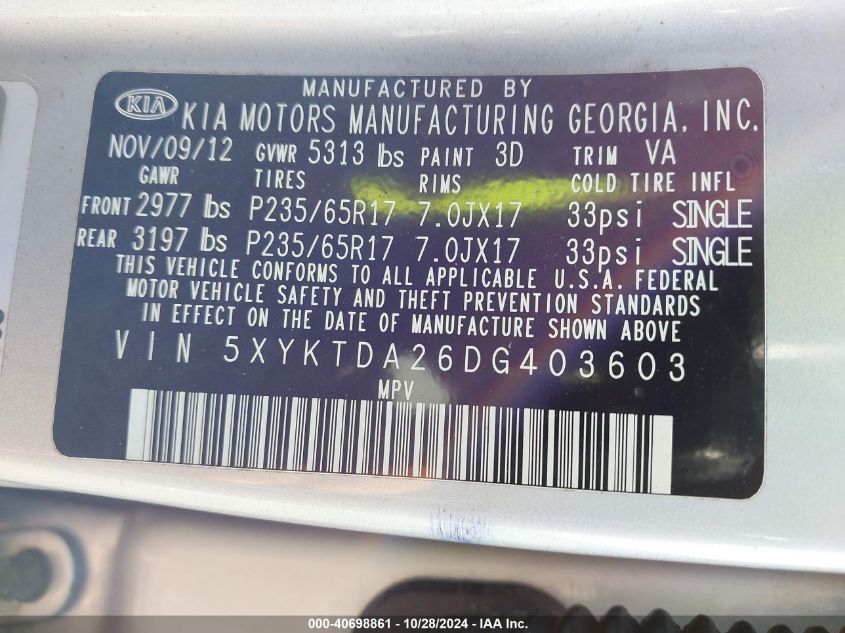 MANUFACTURED BY
KIA KIA MOTORS MANUFACTURING GEORGIA, INC.
NOV/09/12 GVWR 5313 lbs PAINT 3D TRIM VA
GAWR TIRES RIMS COLD TIRE INFL
FRONT 2977 lbs P235/65R17 7.0JX17 33psi SINGLE
REAR 3197 lbs P235/65R17 7.0JX17 33psi SINGLE
THIS VEHICLE CONFORMS TO ALL APPLICABLE U.S.A. FEDERAL
MOTOR VEHICLE SAFETY AND THEFT PREVENTION STANDARDS
IN EFFECT ON THE DATE OF MANUFACTURE SHOWN ABOVE
VIN 5XYKTDA26DG403603
MPV
000-40698861 - 10/28/2024 - IAA Inc.